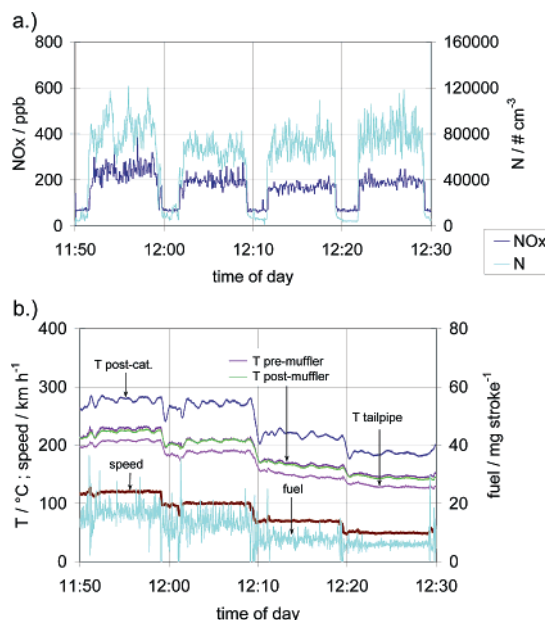 a.)
800
600
400
200
0
NOx / ppb
160000
120000
80000
40000
0
N / # cm-3
11:50
12:00
12:10
12:20
12:30
time of day
NOx
N
b.)
400
300
200
100
0
T / °C ; speed / km h-1
80
60
40
20
0
fuel / mg stroke-1
T post-cat.
T pre-muffler
T post-muffler
T tailpipe
speed
fuel
11:50
12:00
12:10
12:20
12:30
time of day